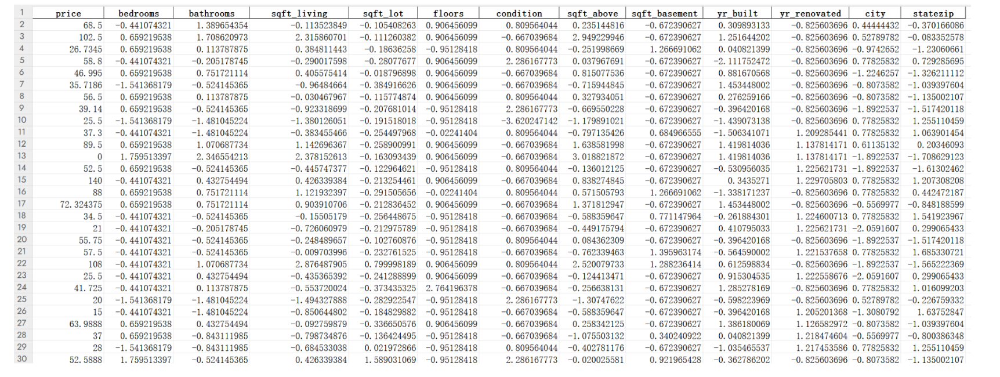 1 price bedrooms bathrooms sqft_living sqft_lot floors condition sqft_above sqft_basement yr_built yr_renovated city statezip
2 68.5 -0.441074321 1.389654354 -0.113523849 -0.105408263 0.906456099 0.809564044 0.235144816 -0.672390627 0.309893133 -0.825603696 0.44444432 -0.370166086
3 102.5 0.659219538 1.708620973 2.315860701 -0.111260382 0.906456099 -0.667039684 2.949229946 -0.672390627 1.251644202 -0.825603696 0.52789782 -0.083352578
4 26.7345 0.659219538 0.113787875 0.384811443 -0.18636258 -0.95128418 0.809564044 -0.251998669 1.266691062 0.040821399 -0.825603696 -0.9742652 -1.23060661
5 58.8 -0.441074321 -0.205178745 -0.290017598 -0.28077677 0.906456099 2.286167773 0.037967691 -0.672390627 -2.111752472 -0.825603696 0.77825832 0.729285695
6 46.995 0.659219538 0.751721114 0.405575414 -0.018796898 0.906456099 -0.667039684 0.815077536 -0.672390627 0.881670568 -0.825603696 -1.2246257 -1.326211112
7 35.7186 -1.541368179 -0.524145365 -0.96484664 -0.384916626 0.906456099 -0.667039684 -0.715944845 -0.672390627 1.453448002 -0.825603696 -0.8073582 -1.039397604
8 56.5 0.659219538 0.113787875 -0.030467967 -0.115774874 0.906456099 0.809564044 0.327934051 -0.672390627 0.276259166 -0.825603696 -0.8073582 -1.135002107
9 39.14 0.659219538 -0.524145365 -0.923318699 -0.207681014 -0.95128418 2.286167773 -0.669550228 -0.672390627 -0.396420168 -0.825603696 -1.8922537 -1.517420118
10 25.5 -1.541368179 -1.481045224 -1.380126051 -0.191518018 -0.95128418 -3.620247142 -1.179891021 -0.672390627 -1.439073138 -0.825603696 0.77825832 1.255110459
11 37.3 -0.441074321 -1.481045224 -0.383455466 -0.254497968 -0.02241404 0.809564044 -0.797135426 0.684966555 -1.506341071 1.209285441 0.77825832 1.063901454
12 89.5 0.659219538 1.070687734 1.142696367 -0.258900991 0.906456099 -0.667039684 1.638581998 -0.672390627 1.419814036 1.137814171 0.61135132 0.20346093
13 0 1.759513397 2.346554213 2.378152613 -0.163093439 0.906456099 -0.667039684 3.018821872 -0.672390627 1.419814036 1.137814171 -1.8922537 -1.708629123
14 52.5 0.659219538 -0.524145365 -0.445747377 -0.122964621 -0.95128418 0.809564044 -0.136012125 -0.672390627 -0.530956035 1.225621731 -1.8922537 -1.61302462
15 140 -0.441074321 0.432754494 0.426339384 -0.213254461 0.906456099 -0.667039684 0.838274845 -0.672390627 0.3435271 1.229705803 0.77825832 1.207308208
16 88 0.659219538 0.751721114 1.121932397 -0.291505656 -0.02241404 0.809564044 0.571505793 1.266691062 -1.338171237 -0.825603696 0.77825832 0.442472187
17 72.324375 0.659219538 0.751721114 0.903910706 -0.212836452 0.906456099 -0.667039684 1.371812947 -0.672390627 1.453448002 -0.825603696 -0.5569977 -0.848188599
18 34.5 -0.441074321 -0.524145365 -0.15505179 -0.256448675 -0.95128418 -0.667039684 -0.588359647 0.771147964 -0.261884301 1.224600713 0.77825832 1.541923967
19 21 -0.441074321 -0.205178745 -0.726060979 -0.212975789 -0.95128418 -0.667039684 -0.449175794 -0.672390627 0.410795033 1.225621731 -2.0591607 0.299065433
20 55.75 -0.441074321 -0.524145365 -0.248489657 -0.102760876 -0.95128418 0.809564044 0.084362309 -0.672390627 -0.396420168 -0.825603696 -1.8922537 -1.517420118
21 57.5 -0.441074321 -0.524145365 -0.009703996 -0.232761525 -0.95128418 -0.667039684 -0.762339463 1.395963174 -0.564590002 1.221537658 0.77825832 1.685330721
22 108 -0.441074321 1.070687734 2.876487905 0.799998189 0.906456099 0.809564044 2.520079733 1.288236414 0.612598834 -0.825603696 -1.8922537 -1.565222369
23 25.5 -0.441074321 0.432754494 -0.435365392 -0.241288899 0.906456099 -0.667039684 -0.124413471 -0.672390627 0.915304535 1.222558676 -2.0591607 0.299065433
24 41.725 -0.441074321 0.113787875 -0.553720024 -0.373435325 2.764196378 -0.667039684 -0.256638131 -0.672390627 1.285278169 -0.825603696 0.77825832 1.016099203
25 20 -1.541368179 -1.481045224 -1.494327888 -0.282922547 -0.95128418 2.286167773 -1.30747622 -0.672390627 -0.598223969 -0.825603696 0.52789782 -0.226759332
26 15 -0.441074321 -1.481045224 -0.850644802 -0.184829882 -0.95128418 -0.667039684 -0.588359647 -0.672390627 -0.396420168 1.205201368 -1.3080792 1.63752847
27 63.9888 0.659219538 0.432754494 -0.092759879 -0.336650576 0.906456099 -0.667039684 0.258342125 -0.672390627 1.386180069 1.126582972 -0.8073582 -1.039397604
28 37 0.659219538 -0.843111985 -0.798734876 -0.136424495 -0.95128418 -0.667039684 -1.075503132 0.340240922 0.040821399 1.218474604 -0.5569977 -0.800386348
29 28 -1.541368179 -0.843111985 -0.684533038 0.021972866 -0.95128418 0.809564044 -0.402781176 -0.672390627 -1.035465537 1.217453586 0.77825832 1.255110459
30 52.5888 1.759513397 -0.524145365 0.426339384 1.589031069 -0.95128418 2.286167773 -0.020025581 0.921965428 -0.362786202 -0.825603696 -0.8073582 -1.135002107